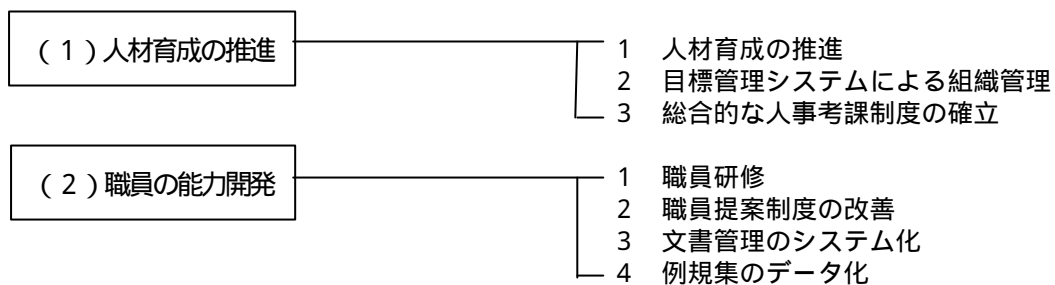 （１）人材育成の推進
1 人材育成の推進
2 目標管理システムによる組織管理
3 総合的な人事考課制度の確立
（２）職員の能力開発
1 職員研修
2 職員提案制度の改善
3 文書管理のシステム化
4 例規集のデータ化